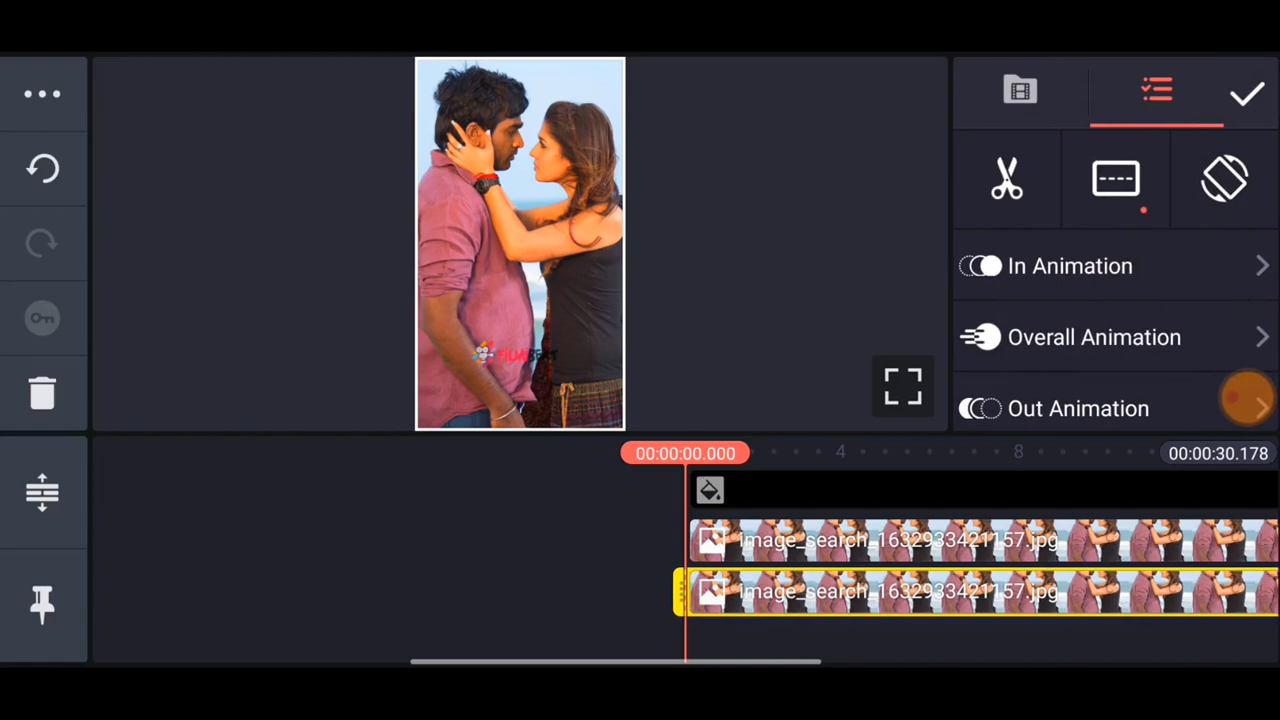 FILMIBEAT
In Animation
Overall Animation
Out Animation
00:00:00.000
4
8
00:00:30.178
image_search_1632933421157.jpg
image_search_1632933421157.jpg